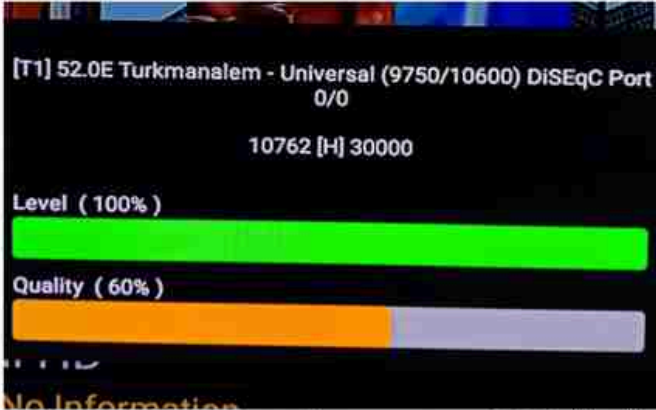 [T1] 52.0E Turkmanalem - Universal (9750/10600) DiSEqC Port
0/0
10762 [H] 30000
Level ( 100% )
Quality ( 60% )
No Information